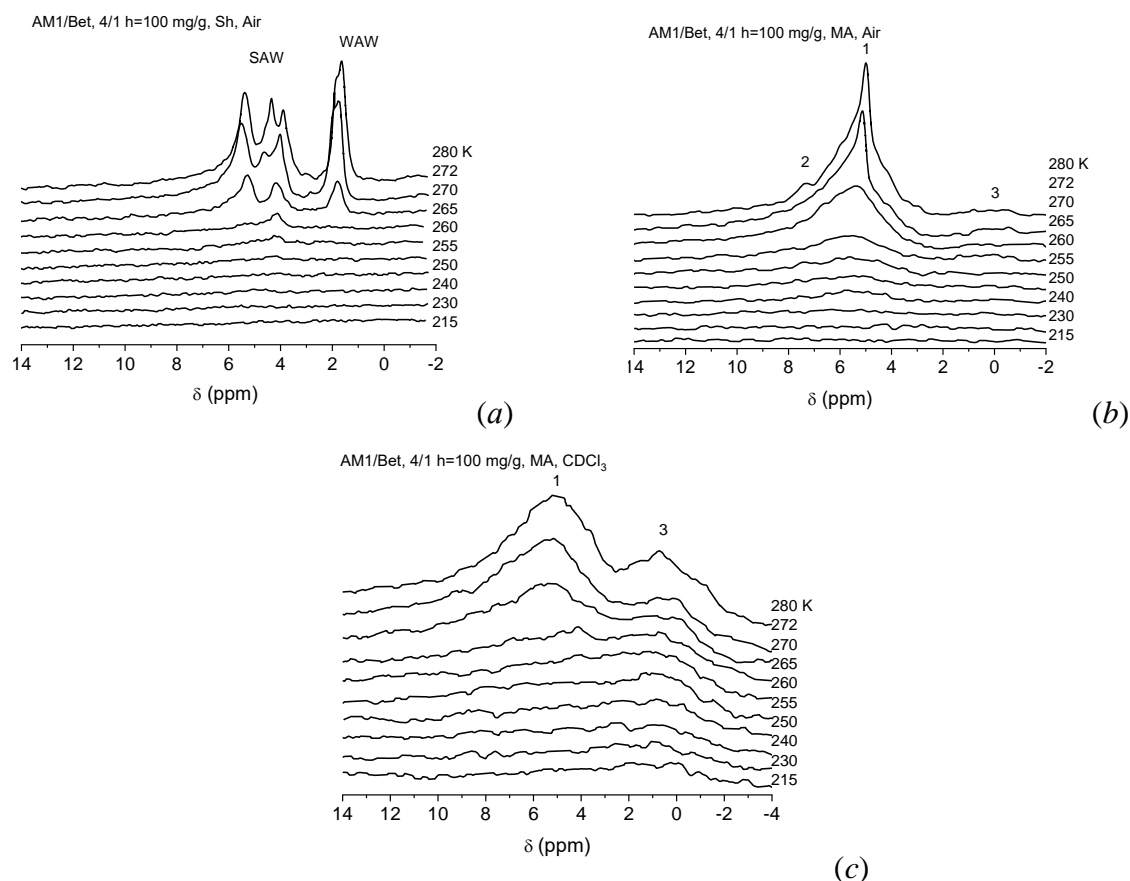 AM1/Bet, 4/1 h=100 mg/g, Sh, Air
SAW
WAW
280 K
272
270
265
260
255
250
240
230
215
14 12 10 8 6 4 2 0 -2
δ (ppm)
(a)
AM1/Bet, 4/1 h=100 mg/g, MA, Air
1
2
3
280 K
272
270
265
260
255
250
240
230
215
14 12 10 8 6 4 2 0 -2
δ (ppm)
(b)
AM1/Bet, 4/1 h=100 mg/g, MA, CDCl₃
1
3
280 K
272
270
265
260
255
250
240
230
215
14 12 10 8 6 4 2 0 -2 -4
δ (ppm)
(c)